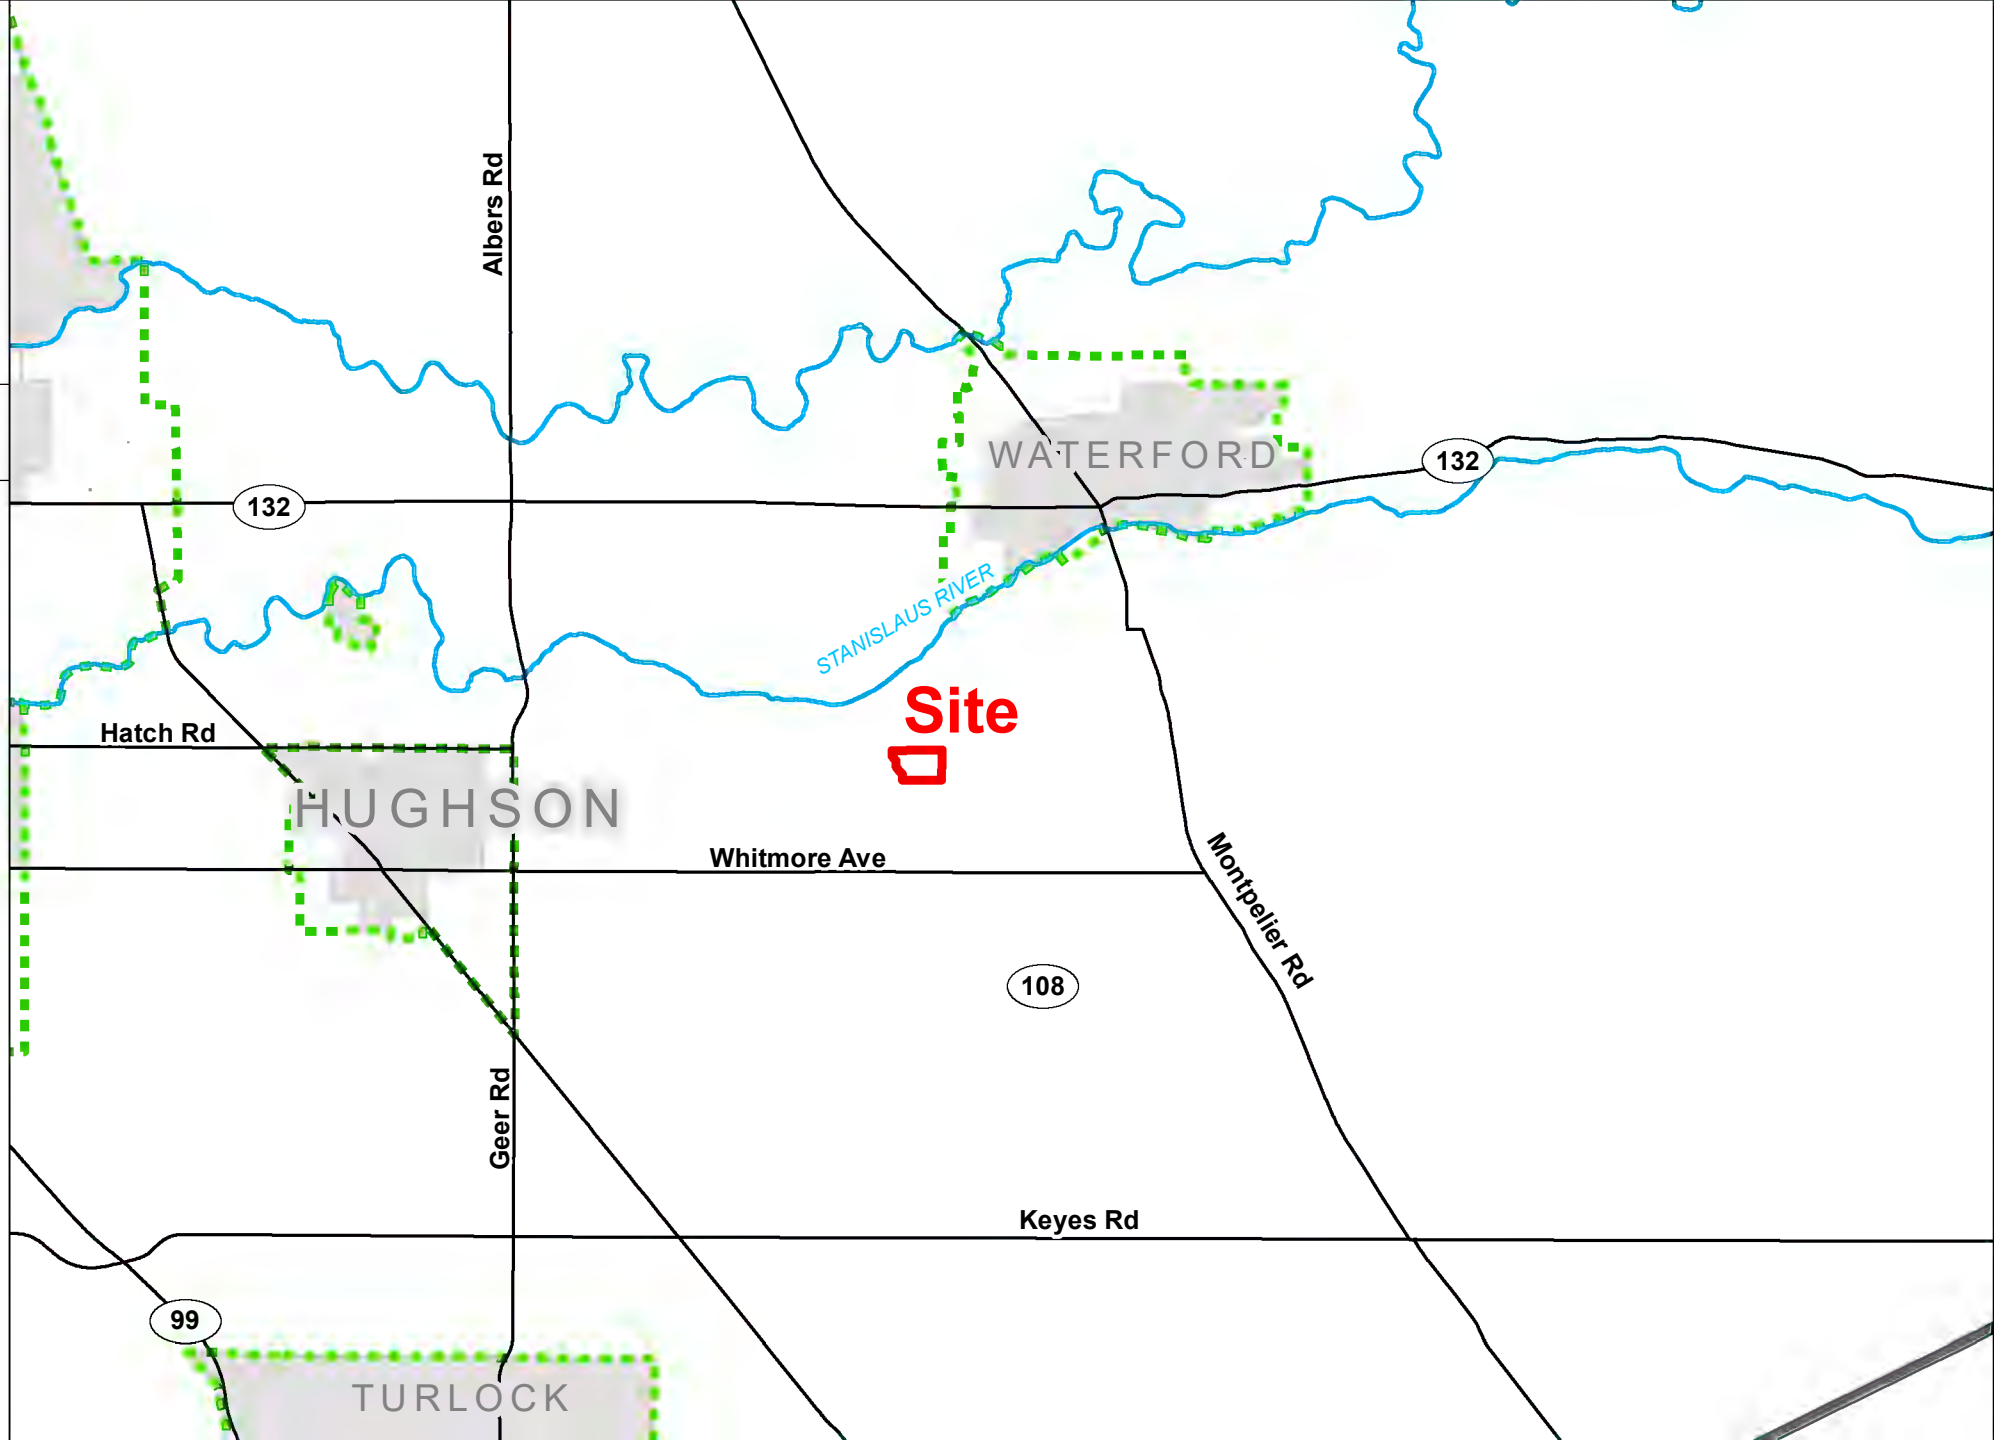 Albers Rd
WATERFORD
132
132
STANISLAUS RIVER
Site
Hatch Rd
HUGHSON
Whitmore Ave
Montpelier Rd
108
Geer Rd
Keyes Rd
99
TURLOCK